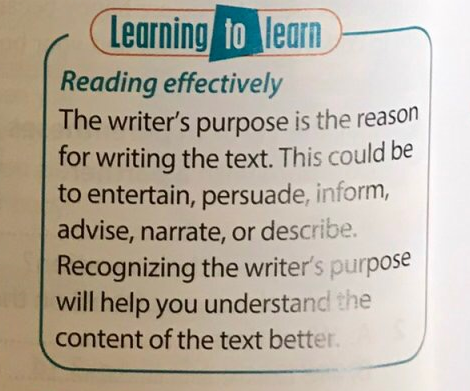 Learning to learn
Reading effectively
The writer's purpose is the reason
for writing the text. This could be
to entertain, persuade, inform,
advise, narrate, or describe.
Recognizing the writer's purpose
will help you understand the
content of the text better.